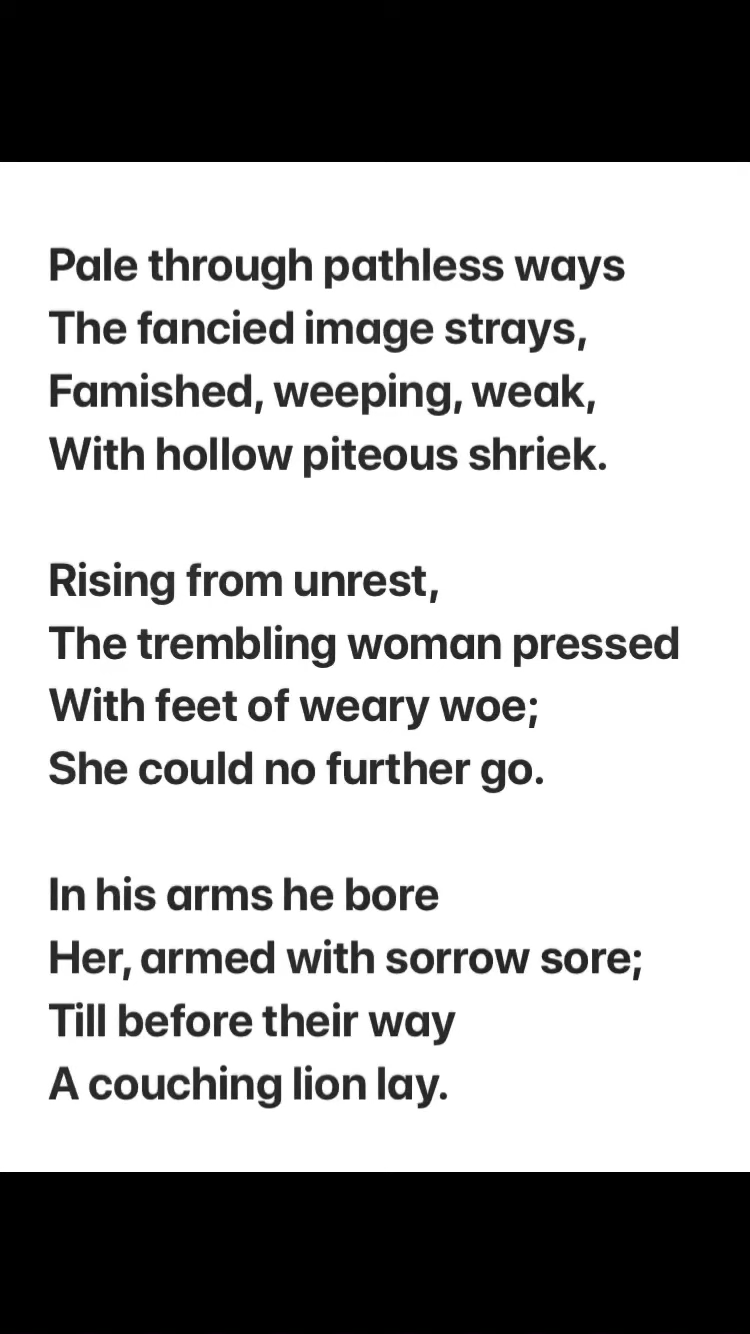 Pale through pathless ways
The fancied image strays,
Famished, weeping, weak,
With hollow piteous shriek.

Rising from unrest,
The trembling woman pressed
With feet of weary woe;
She could no further go.

In his arms he bore
Her, armed with sorrow sore;
Till before their way
A couching lion lay.